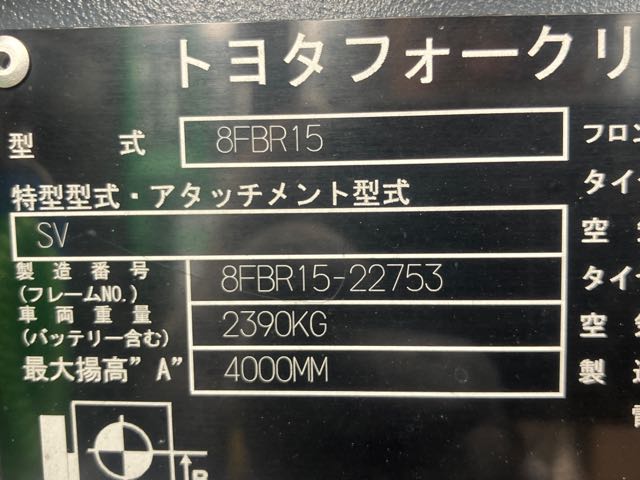 トヨタフォークリ
型 式 8FBR15
特型型式・アタッチメント型式
SV
製造番号 (フレームNO.) 8FBR15-22753
車両重量 (バッテリー含む) 2390KG
最大揚高"A" 4000MM
フロン
タイ
空 気
タイ
空 気
製 造